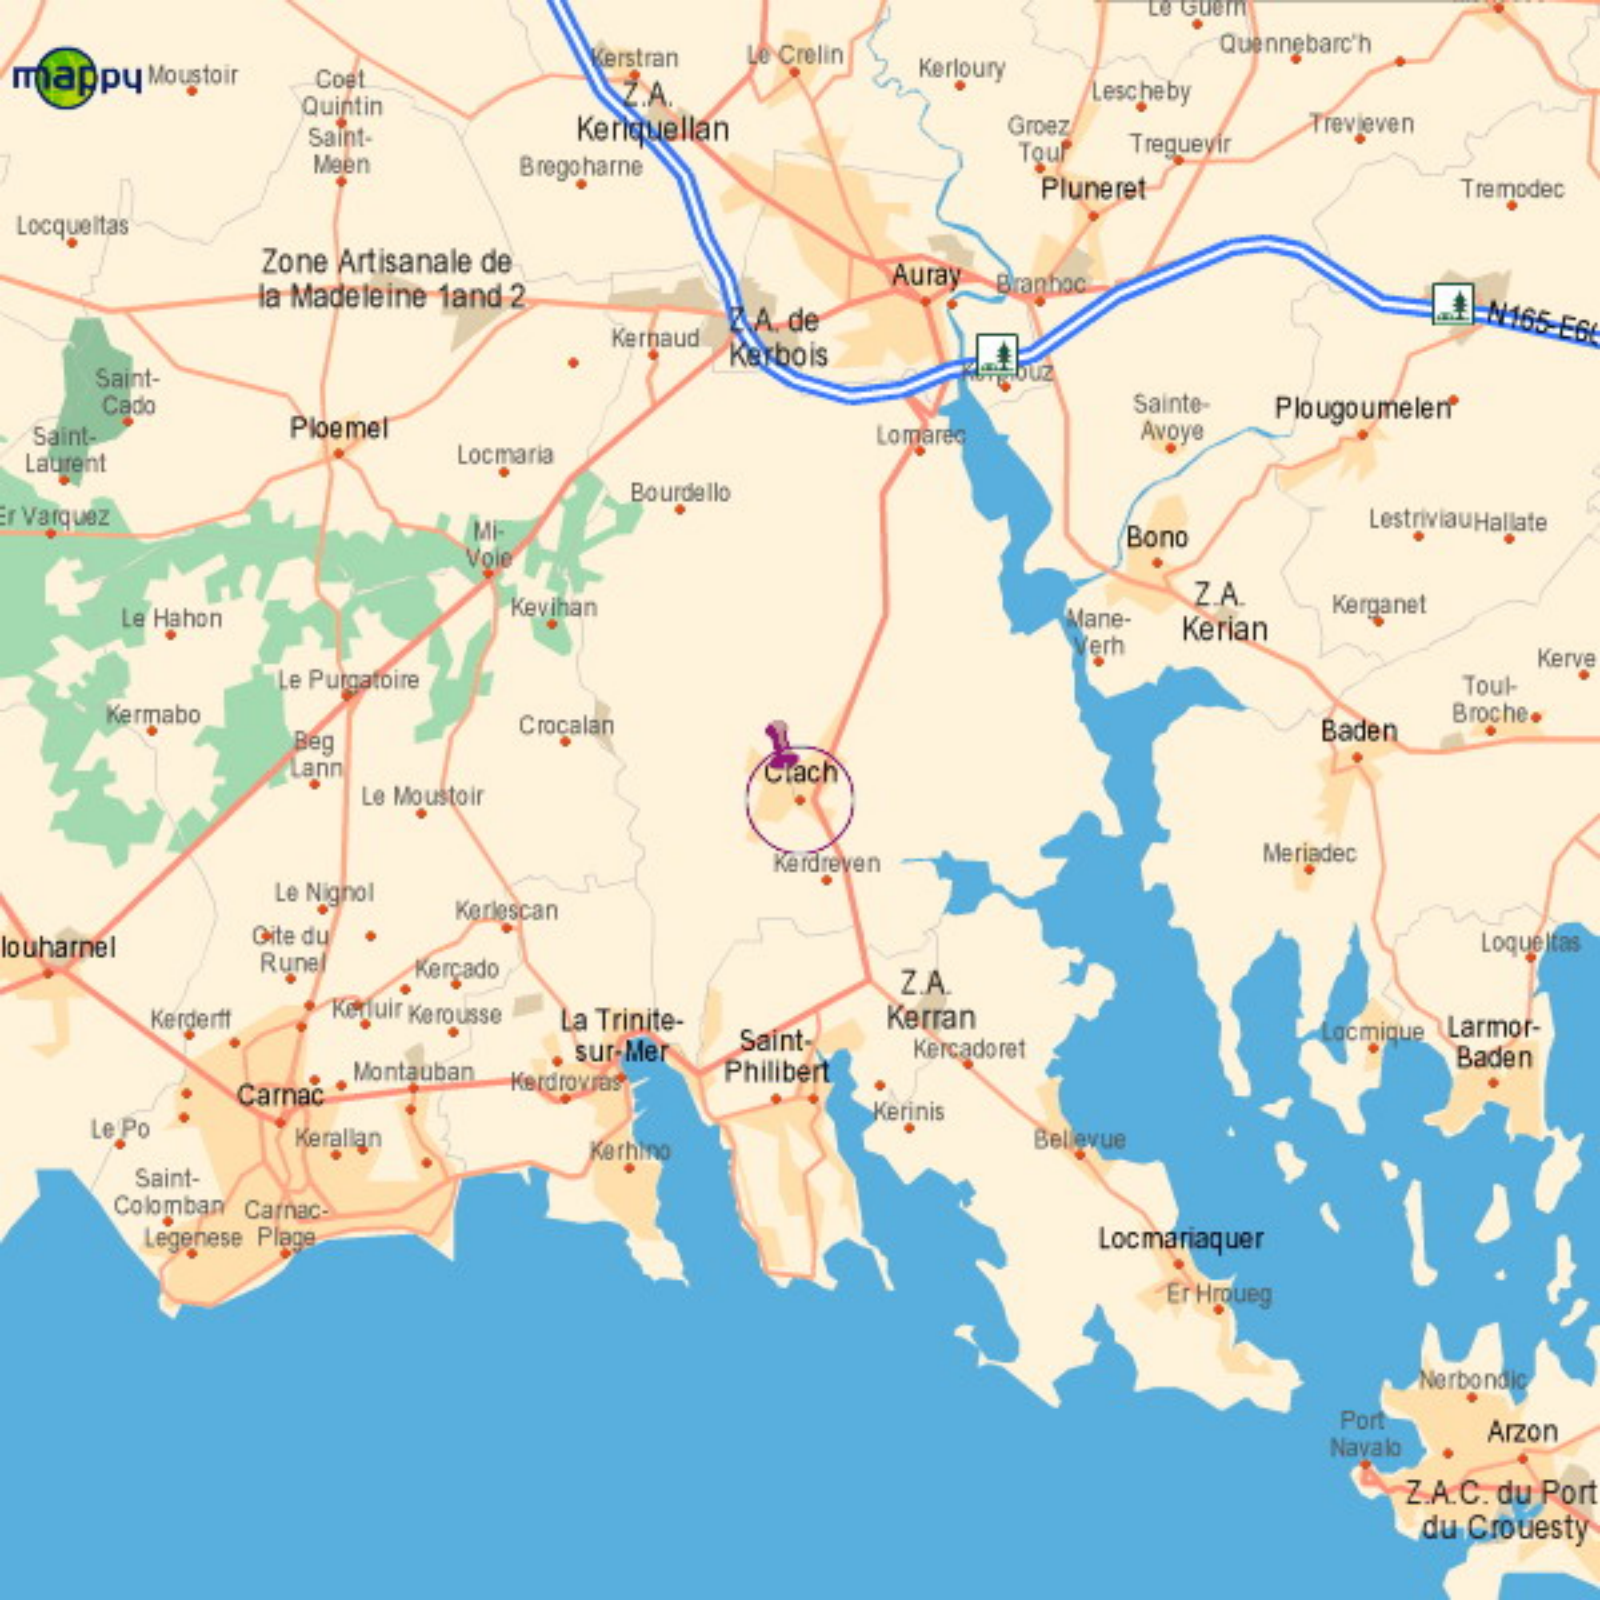 Le Guern
Kerstran
Le Crelin
Quennebarc'h
mappy
Moustoir
Coet
Quintin
Kerloury
Z.A.
Keriquellan
Lescheby
Saint-
Meen
Groez
Toul
Treguevir
Trevieven
Bregoharne
Pluneret
Tremodec
Locqueltas
Zone Artisanale de
la Madeleine 1and 2
Auray
Branhoc
N165-E60
Z.A. de
Kerbois
Kernaud
Saint-
Cado
Sainte-
Avoye
Plougoumelen
Ploemel
Lomarec
Saint-
Laurent
Locmaria
Bourdello
Er Varquez
Lestriviau
Hallate
Mi-
Voie
Bono
Kevihan
Z.A.
Kerian
Kerganet
Le Hahon
Mane-
Verh
Kerve
Le Purgatoire
Toul-
Broche
Kermabo
Crocalan
Baden
Beg
Lann
Clach
Le Moustoir
Meriadec
Kerdreven
Le Nignol
Kerlescan
louharnel
Gite du
Runel
Loqueltas
Kercado
Z.A.
Kerran
Kerderff
Kerluir
Kerousse
La Trinite-
sur-Mer
Saint-
Philibert
Locmique
Larmor-
Baden
Kercadoret
Montauban
Kerdrovras
Carnac
Kerinis
Le Po
Kerallan
Kerhino
Bellevue
Saint-
Colomban
Carnac-
Plage
Legenese
Locmariaquer
Er Hroueg
Nerbondic
Port
Navalo
Arzon
Z.A.C. du Port
du Crouesty